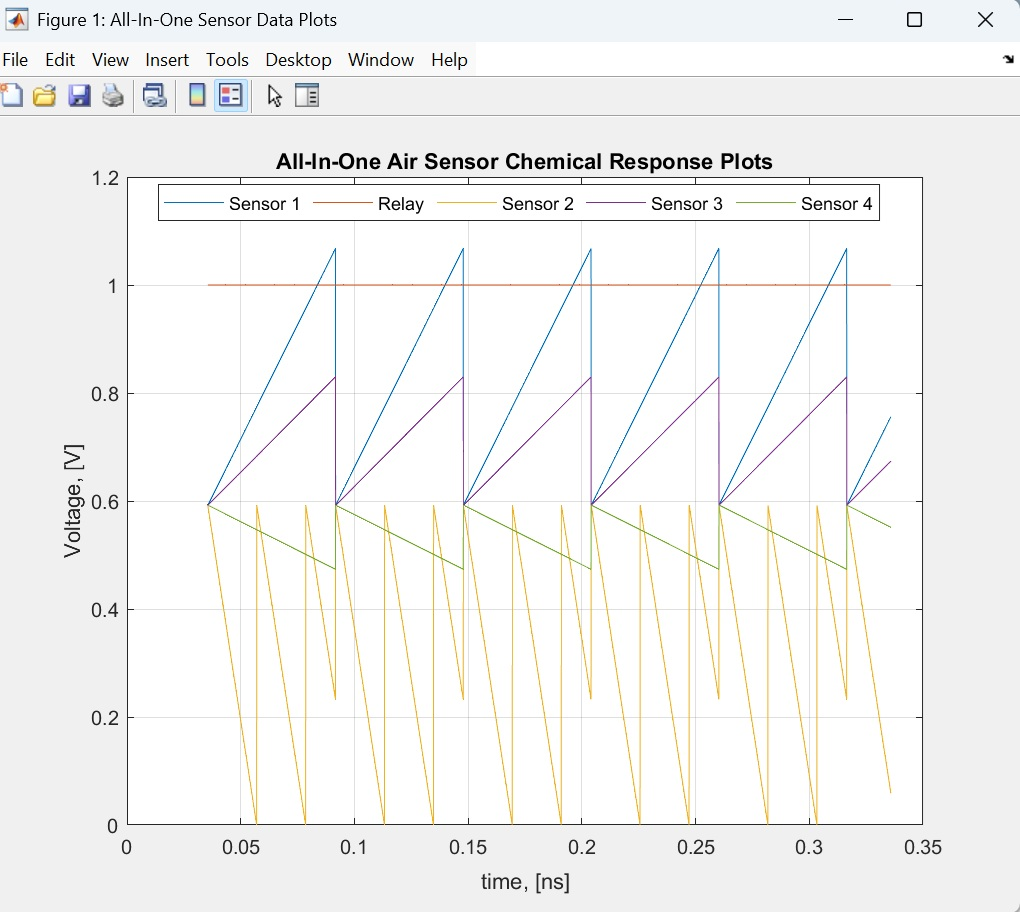 Figure 1: All-In-One Sensor Data Plots
File Edit View Insert Tools Desktop Window Help
All-In-One Air Sensor Chemical Response Plots
Sensor 1 Relay Sensor 2 Sensor 3 Sensor 4
1.2
1
0.8
0.6
0.4
0.2
0
Voltage, [V]
0 0.05 0.1 0.15 0.2 0.25 0.3 0.35
time, [ns]